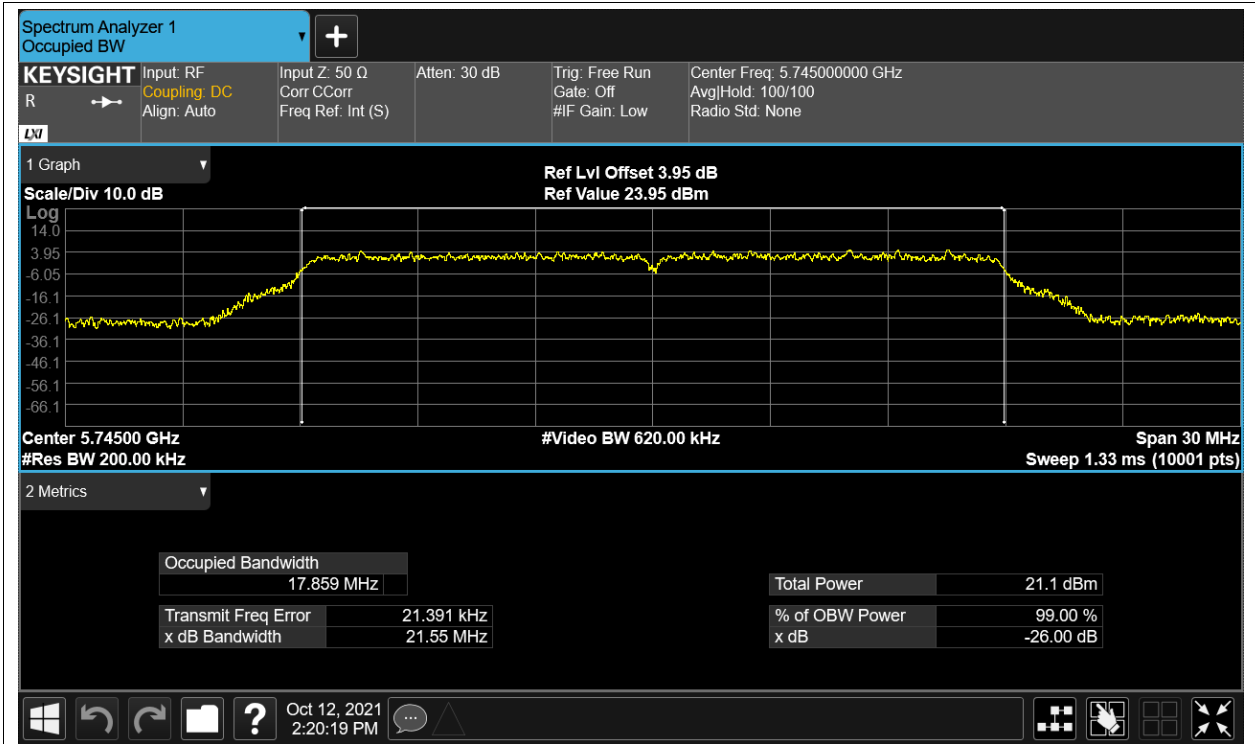 Spectrum Analyzer 1
Occupied BW
KEYSIGHT
R
LXI
Input: RF
Coupling: DC
Align: Auto
Input Z: 50 Ω
Corr CCorr
Freq Ref: Int (S)
Atten: 30 dB
Trig: Free Run
Gate: Off
#IF Gain: Low
Center Freq: 5.745000000 GHz
Avg|Hold: 100/100
Radio Std: None
1 Graph
Scale/Div 10.0 dB
Ref Lvl Offset 3.95 dB
Ref Value 23.95 dBm
Log
14.0
3.95
-6.05
-16.1
-26.1
-36.1
-46.1
-56.1
-66.1
Center 5.74500 GHz
#Res BW 200.00 kHz
#Video BW 620.00 kHz
Span 30 MHz
Sweep 1.33 ms (10001 pts)
2 Metrics
Occupied Bandwidth
17.859 MHz
Transmit Freq Error 21.391 kHz
x dB Bandwidth 21.55 MHz
Total Power 21.1 dBm
% of OBW Power 99.00 %
x dB -26.00 dB
?
Oct 12, 2021
2:20:19 PM